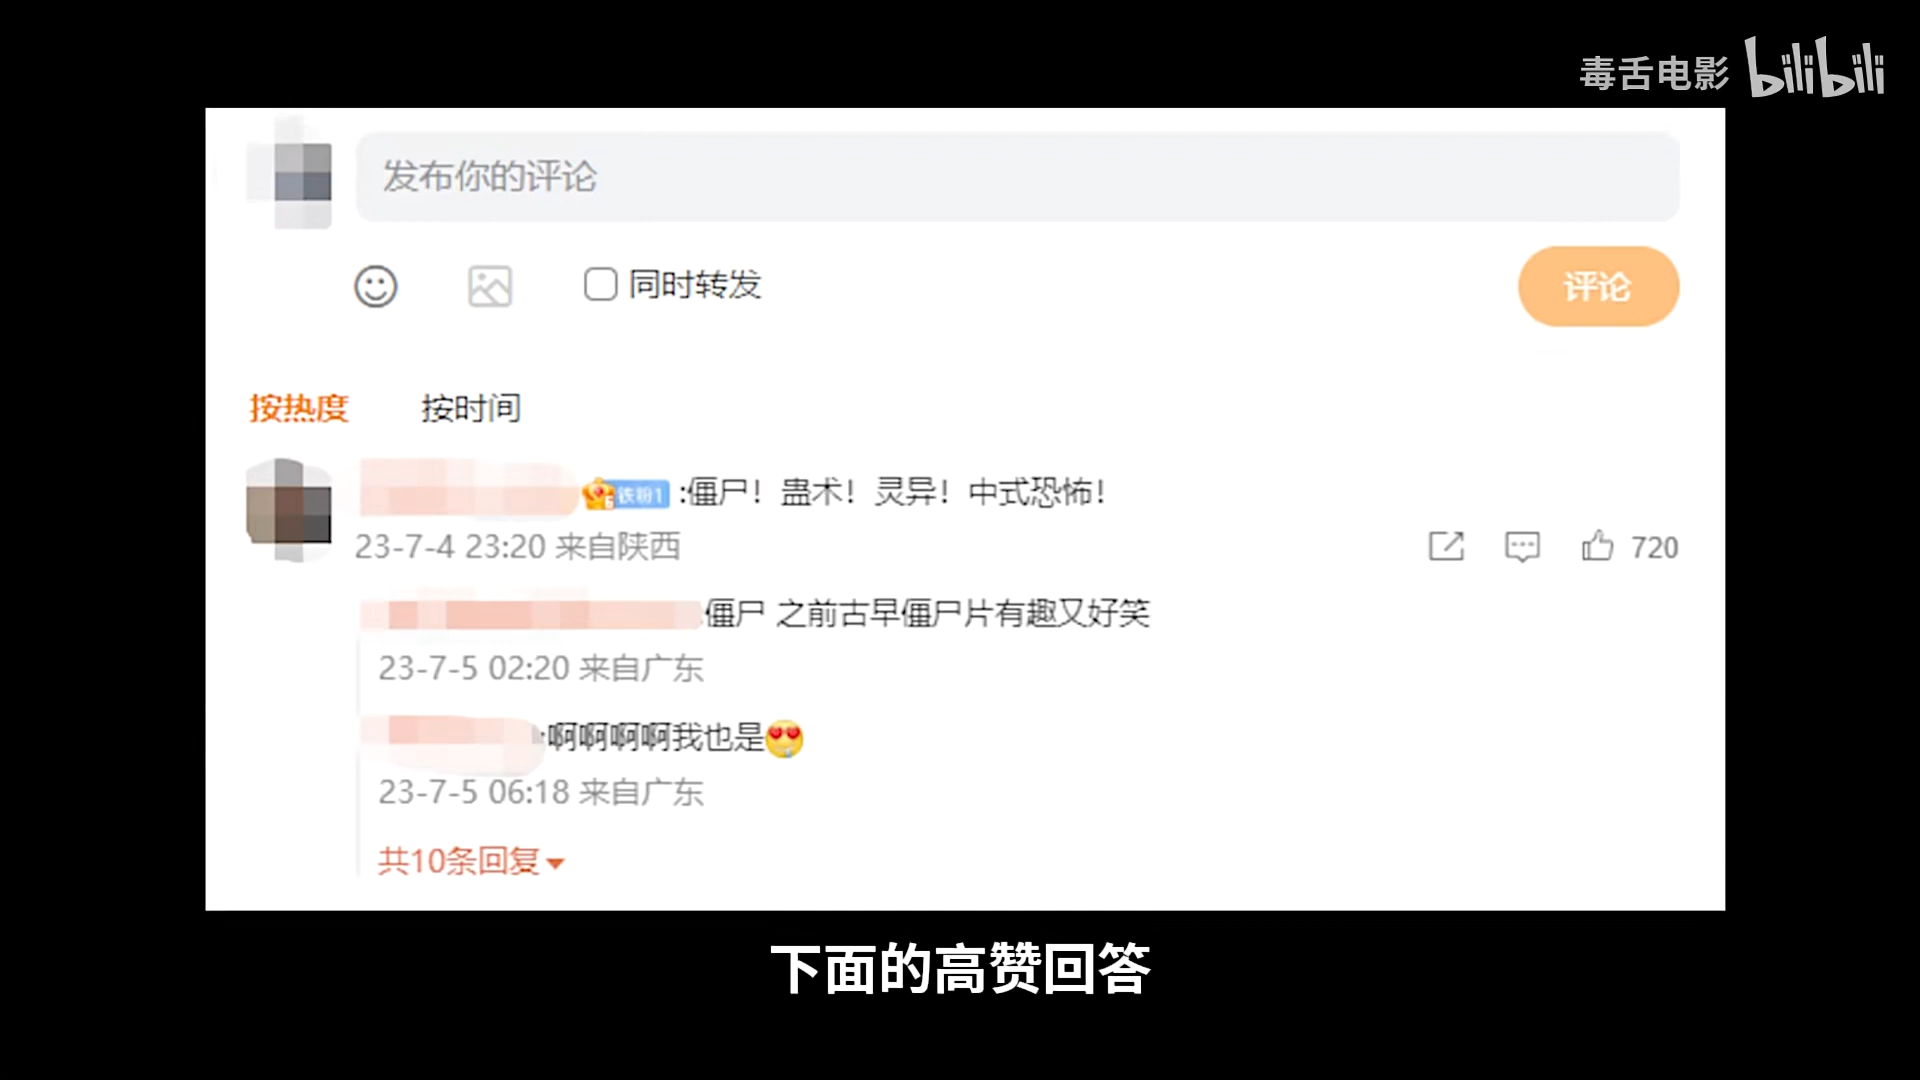 毒舌电影 bilibili
发布你的评论
同时转发
评论
按热度 按时间
铁粉1 :僵尸！蛊术！灵异！中式恐怖！
23-7-4 23:20 来自陕西
720
僵尸 之前古早僵尸片有趣又好笑
23-7-5 02:20 来自广东
:啊啊啊啊我也是
23-7-5 06:18 来自广东
共10条回复
下面的高赞回答